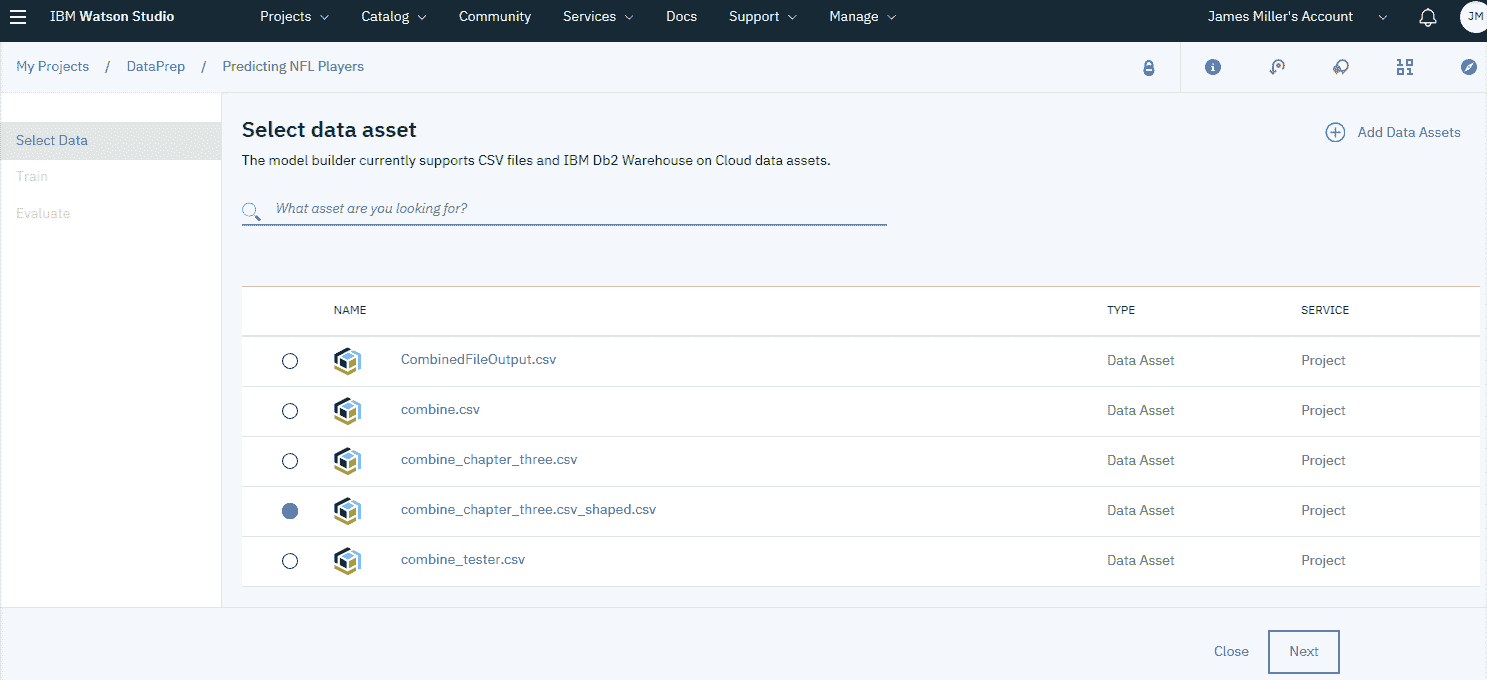 IBM Watson Studio Projects Catalog Community Services Docs Support Manage James Miller's Account JM
My Projects / DataPrep / Predicting NFL Players
Select Data
Train
Evaluate
Select data asset
Add Data Assets
The model builder currently supports CSV files and IBM Db2 Warehouse on Cloud data assets.
What asset are you looking for?
NAME TYPE SERVICE
CombinedFileOutput.csv Data Asset Project
combine.csv Data Asset Project
combine_chapter_three.csv Data Asset Project
combine_chapter_three.csv_shaped.csv Data Asset Project
combine_tester.csv Data Asset Project
Close Next